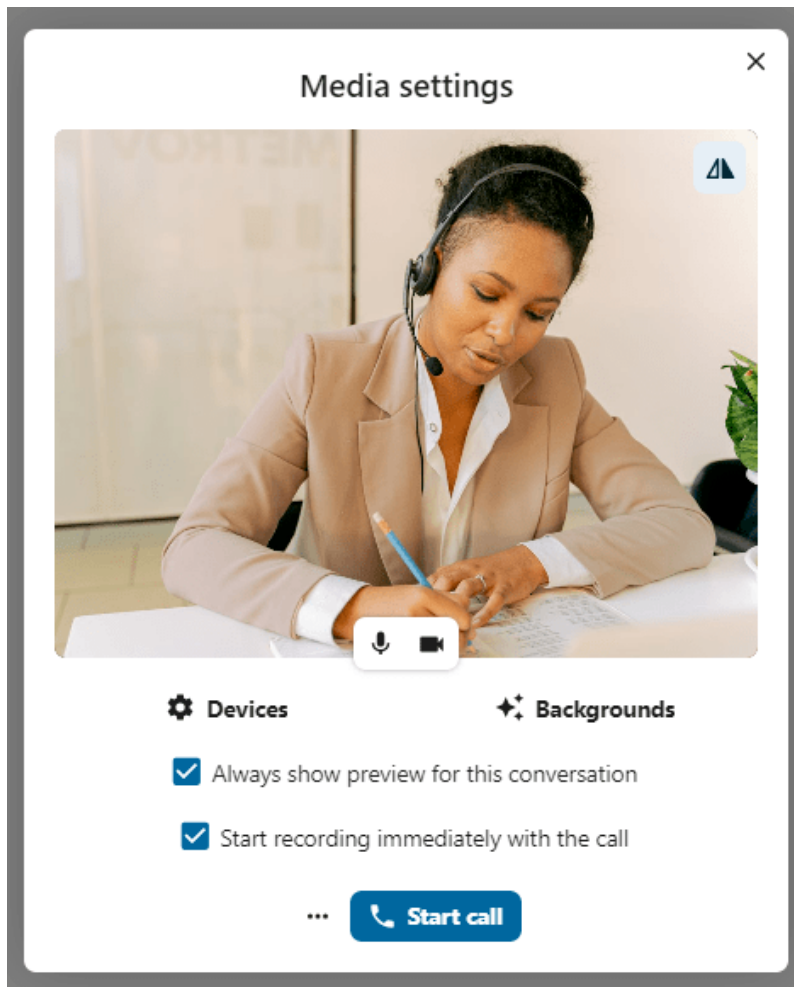 Media settings
Devices
Backgrounds
Always show preview for this conversation
Start recording immediately with the call
Start call